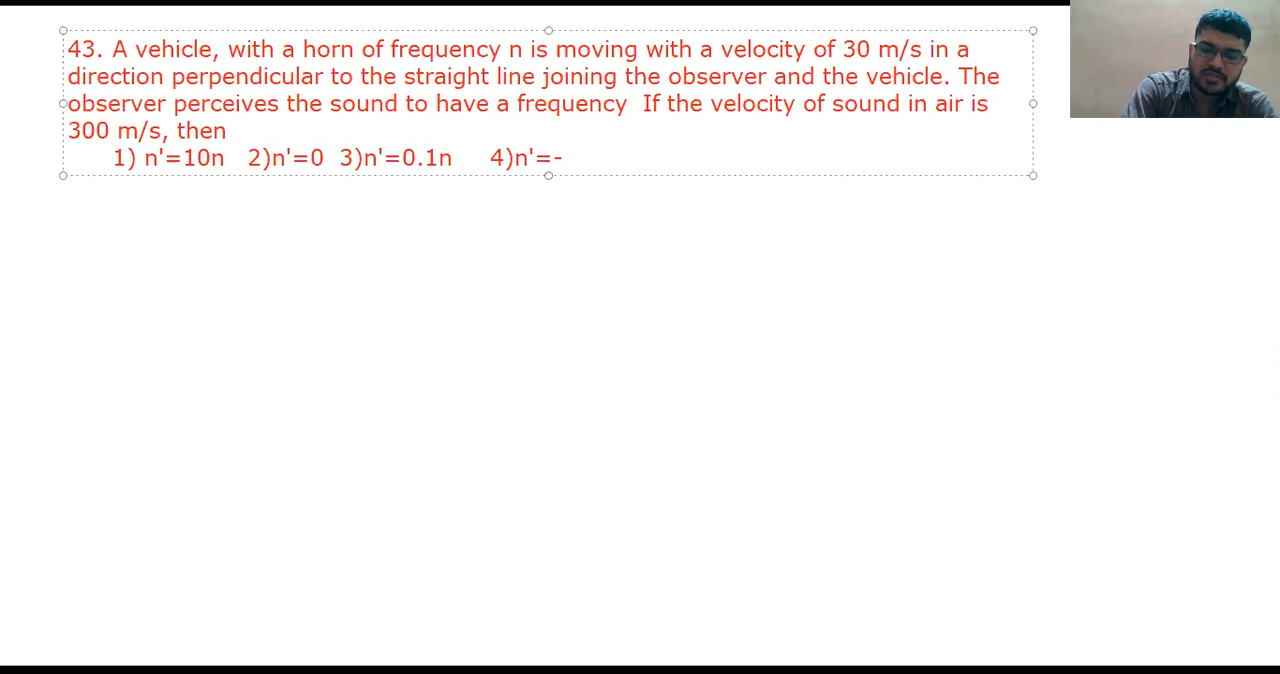 43. A vehicle, with a horn of frequency n is moving with a velocity of 30 m/s in a
direction perpendicular to the straight line joining the observer and the vehicle. The
observer perceives the sound to have a frequency  If the velocity of sound in air is
300 m/s, then
1) n'=10n   2)n'=0  3)n'=0.1n     4)n'=-